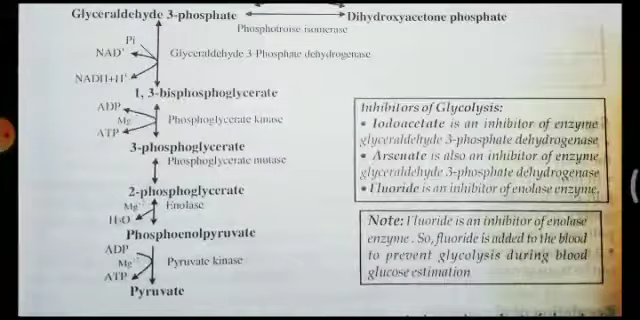 Glyceraldehyde 3-phosphate
Dihydroxyacetone phosphate
Phosphotroise isomerase
Pi
NAD⁺
Glyceraldehyde 3-Phosphate dehydrogenase
NADH+H⁺
1, 3-bisphosphoglycerate
ADP
Mg
Phosphoglycerate kinase
ATP
3-phosphoglycerate
Phosphoglycerate mutase
2-phosphoglycerate
Mg
Enolase
H₂O
Phosphoenolpyruvate
ADP
Mg
Pyruvate kinase
ATP
Pyruvate
Inhibitors of Glycolysis:
• Iodoacetate is an inhibitor of enzyme
glyceraldehyde 3-phosphate dehydrogenase
• Arsenate is also an inhibitor of enzyme
glyceraldehyde 3-phosphate dehydrogenase
• Fluoride is an inhibitor of enolase enzyme.
Note: Fluoride is an inhibitor of enolase
enzyme . So, fluoride is added to the blood
to prevent glycolysis during blood
glucose estimation